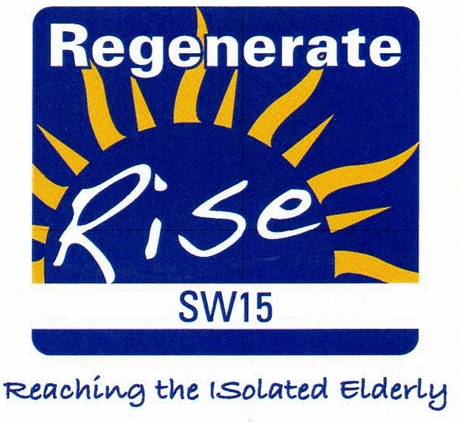 Regenerate
Rise
SW15
Reaching the ISolated Elderly